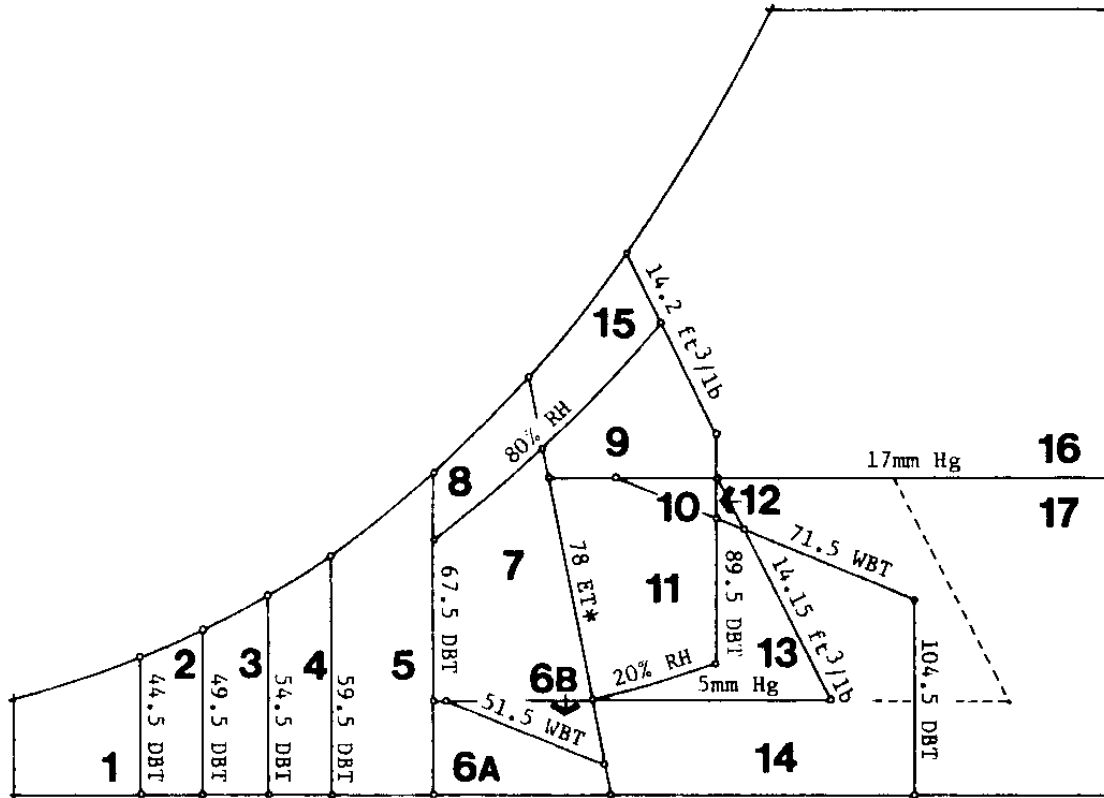 14.2 ft3/lb
15
80% RH
9
17mm Hg
16
8
10
12
17
71.5 WBT
7
67.5 DBT
78 ET*
11
89.5 DBT
14.15 ft3/lb
2
3
4
5
6B
20% RH
13
5mm Hg
1
44.5 DBT
49.5 DBT
54.5 DBT
59.5 DBT
51.5 WBT
6A
14
104.5 DBT